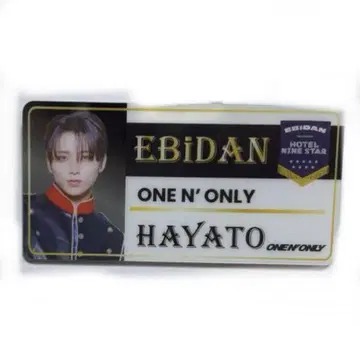 EBiDAN
ONE N' ONLY
HAYATO
ONE N' ONLY
EBiDAN
HOTEL
NINE STAR